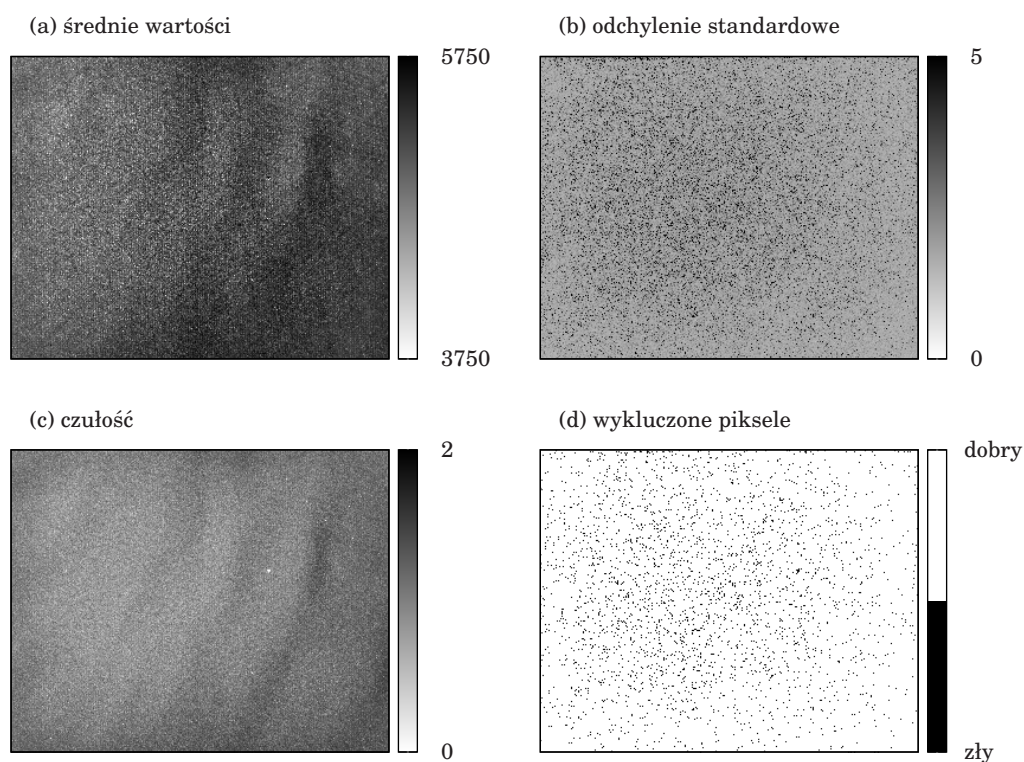 (a) średnie wartości
5750
3750
(b) odchylenie standardowe
5
0
(c) czułość
2
0
(d) wykluczone piksele
dobry
zły